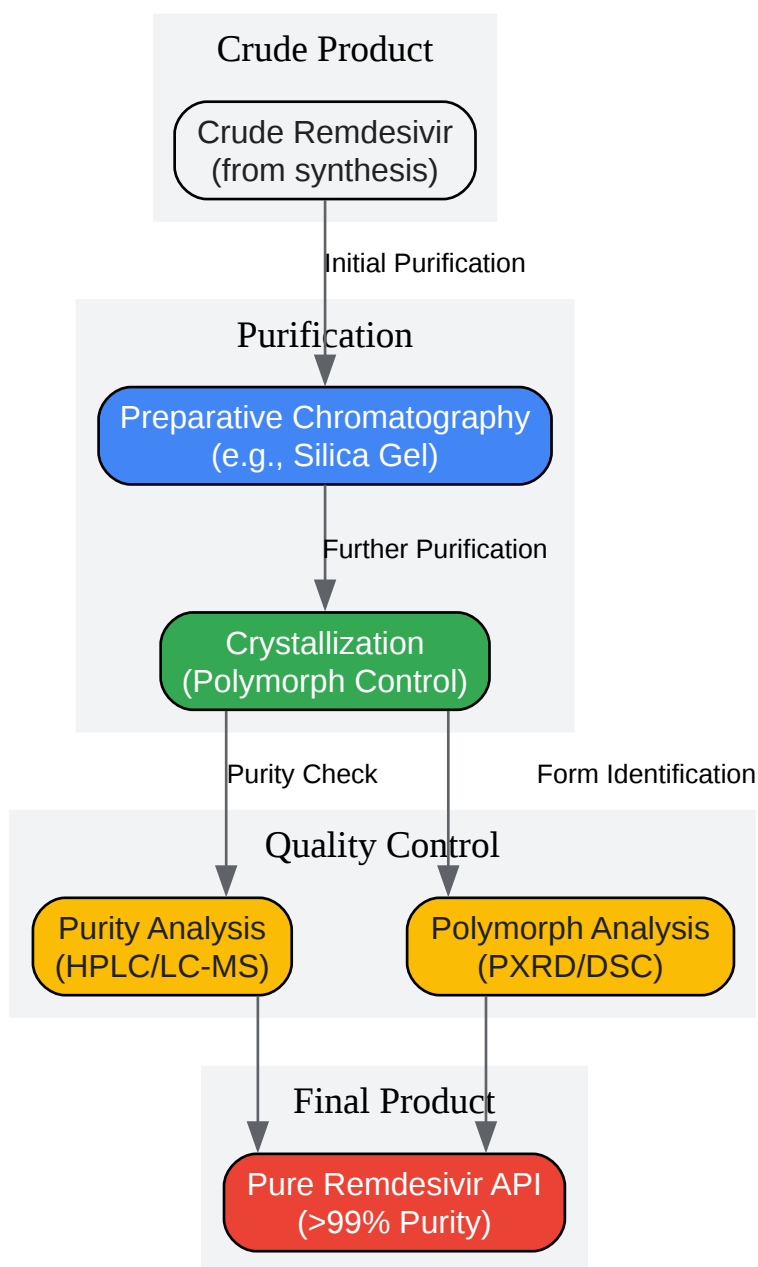 Crude Product
Crude Remdesivir
(from synthesis)
Initial Purification
Purification
Preparative Chromatography
(e.g., Silica Gel)
Further Purification
Crystallization
(Polymorph Control)
Purity Check
Form Identification
Quality Control
Purity Analysis
(HPLC/LC-MS)
Polymorph Analysis
(PXRD/DSC)
Final Product
Pure Remdesivir API
(>99% Purity)